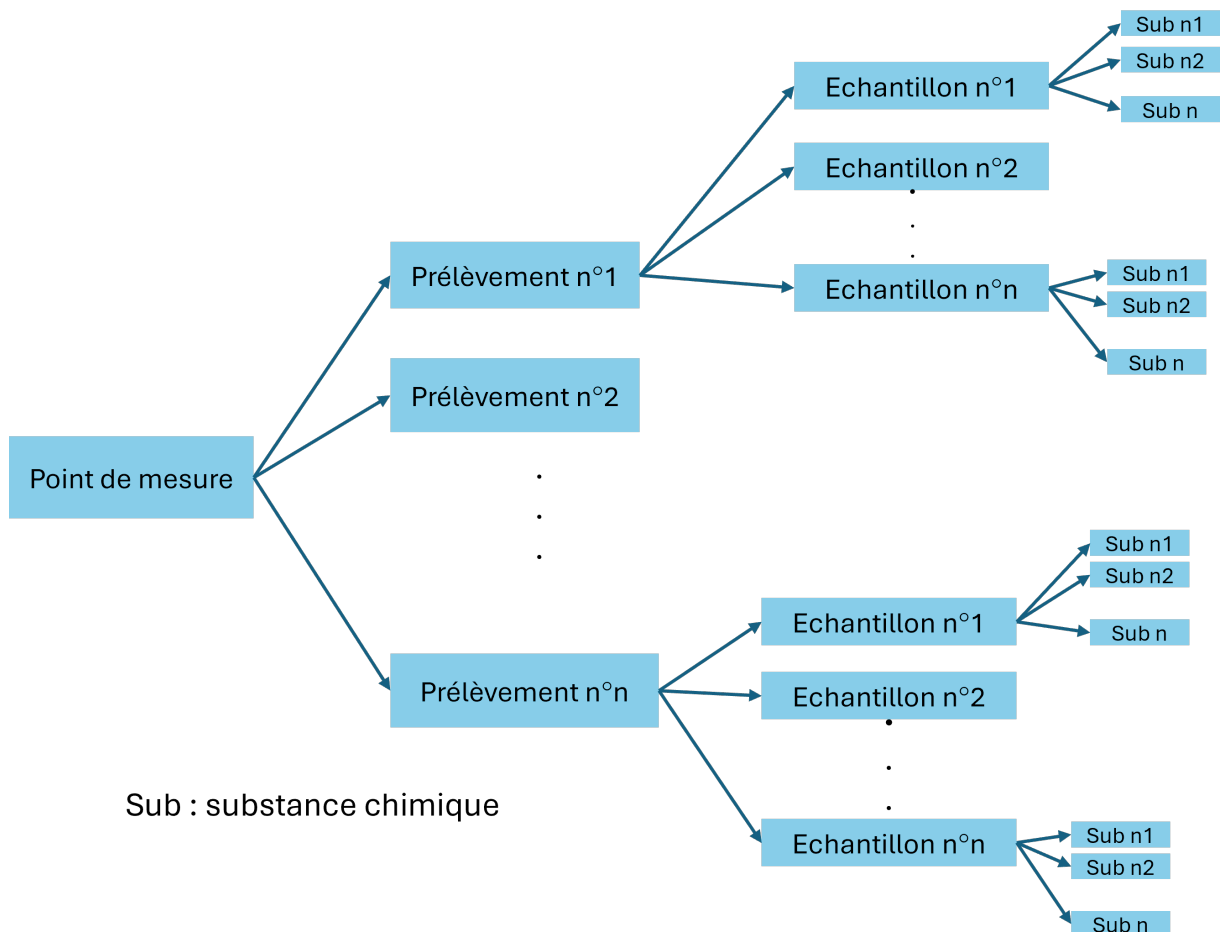 Sub n1
Sub n2
Sub n
Echantillon n°1
Echantillon n°2
Echantillon n°n
Sub n1
Sub n2
Sub n
Prélèvement n°1
Prélèvement n°2
Point de mesure
Prélèvement n°n
Sub n1
Sub n2
Sub n
Echantillon n°1
Echantillon n°2
Echantillon n°n
Sub n1
Sub n2
Sub n
Sub : substance chimique